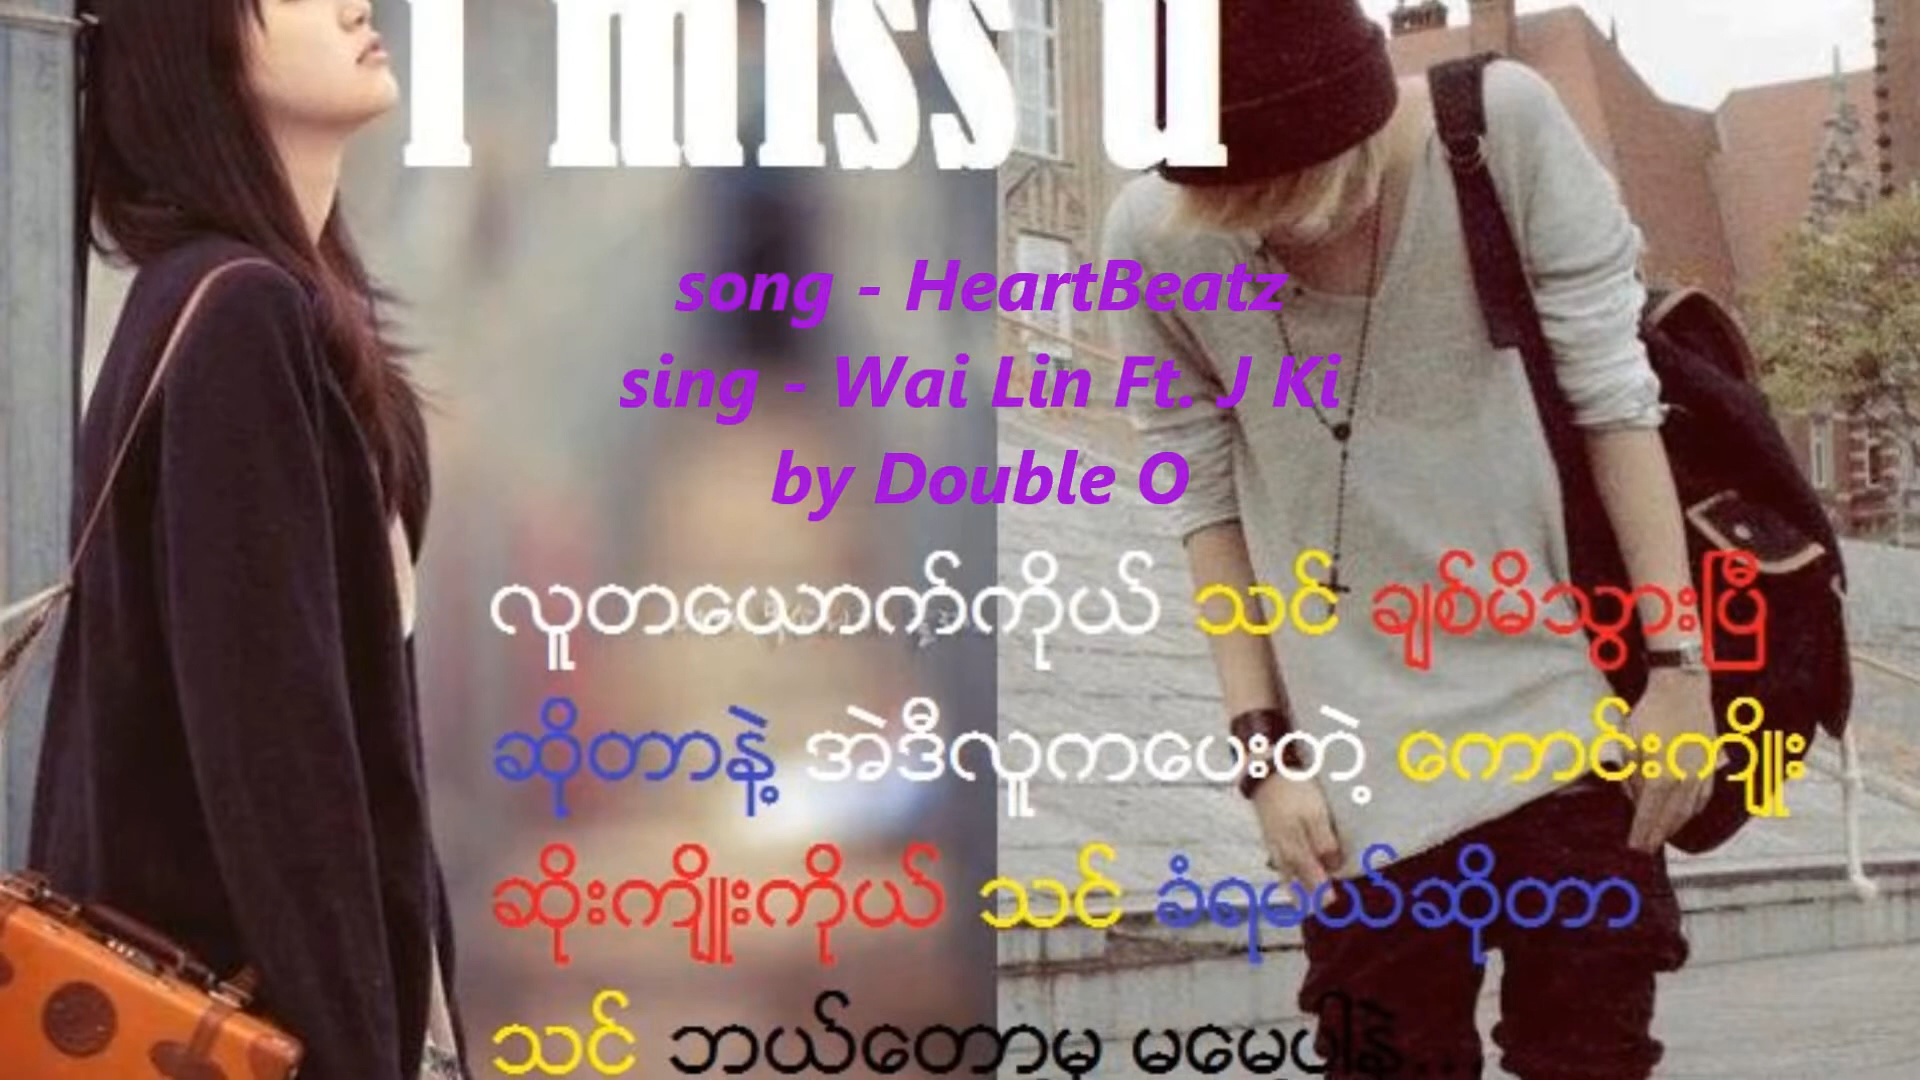 i miss u
song - HeartBeatz
sing - Wai Lin Ft. J Ki
by Double O
လူတယောက်ကိုယ် သင် ချစ်မိသွားပြီ
ဆိုတာနဲ့ အဲဒီလူကပေးတဲ့ ကောင်းကျိုး
ဆိုးကျိုးကိုယ် သင် ခံရမယ်ဆိုတာ
သင် ဘယ်တော့မှ မမေ့ပါနဲ့...